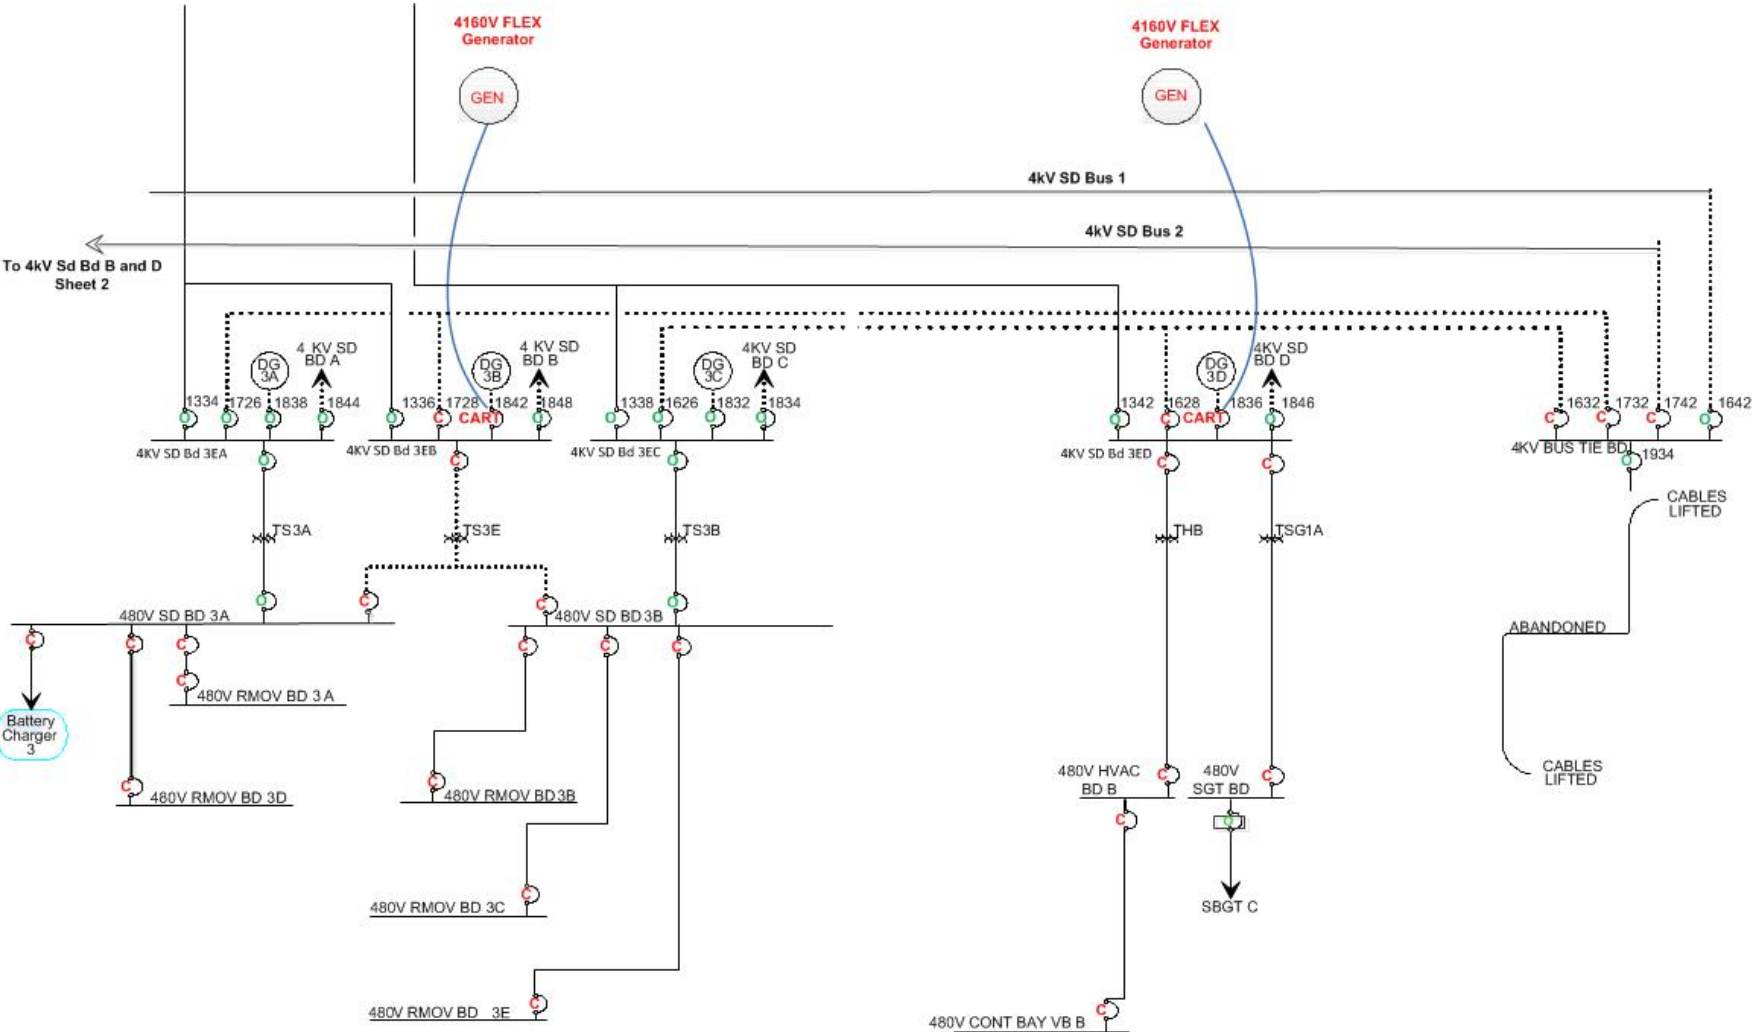 4160V FLEX
Generator
4160V FLEX
Generator
GEN
GEN
4kV SD Bus 1
4kV SD Bus 2
To 4kV Sd Bd B and D
Sheet 2
DG
3A
4 KV SD
BD A
DG
3B
4 KV SD
BD B
DG
3C
4KV SD
BD C
DG
3D
4KV SD
BD D
1334
1726
1838
1844
1336
1728
1842
1848
1338
1626
1832
1834
1342
1628
1836
1846
1632
1732
1742
1642
O
O
O
O
O
C
CART
O
O
O
O
O
O
C
CART
O
C
C
C
O
4KV SD Bd 3EA
4KV SD Bd 3EB
4KV SD Bd 3EC
4KV SD Bd 3ED
4KV BUS TIE BD
O
C
O
C
C
O
1934
CABLES
LIFTED
TS3A
TS3E
TS3B
THB
TSG1A
O
C
C
O
480V SD BD 3A
480V SD BD 3B
ABANDONED
C
C
C
C
C
C
C
480V RMOV BD 3A
Battery
Charger
3
C
480V RMOV BD 3D
C
480V RMOV BD 3B
480V HVAC
BD B
C
480V
SGT BD
C
CABLES
LIFTED
C
O
C
480V RMOV BD 3C
SBGT C
C
480V RMOV BD 3E
C
480V CONT BAY VB B